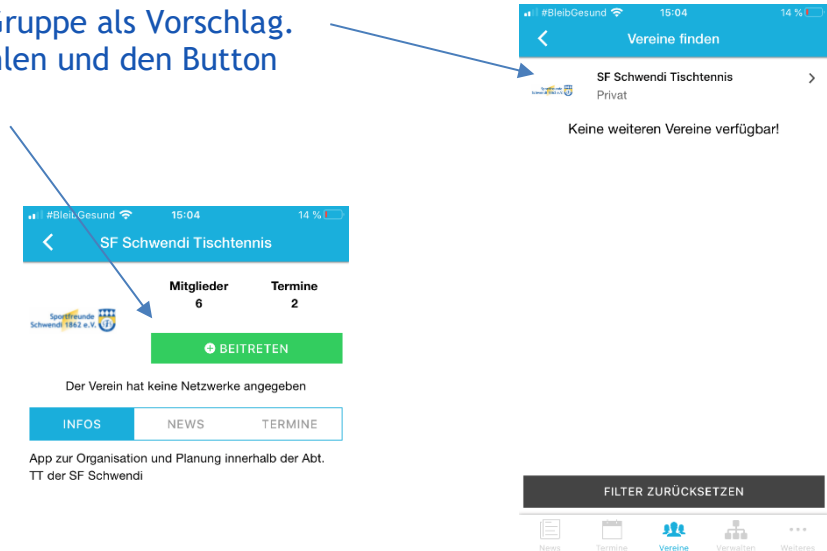 Gruppe als Vorschlag.
len und den Button
#BleibGesund 15:04 14 %
Vereine finden
SF Schwendi Tischtennis
Privat
Keine weiteren Vereine verfügbar!
FILTER ZURÜCKSETZEN
News Termine Vereine Verwalten Weiteres
#BleibGesund 15:04 14 %
SF Schwendi Tischtennis
Mitglieder Termine
6 2
Sportfreunde
Schwendi 1862 e.V.
BEITRETEN
Der Verein hat keine Netzwerke angegeben
INFOS NEWS TERMINE
App zur Organisation und Planung innerhalb der Abt.
TT der SF Schwendi